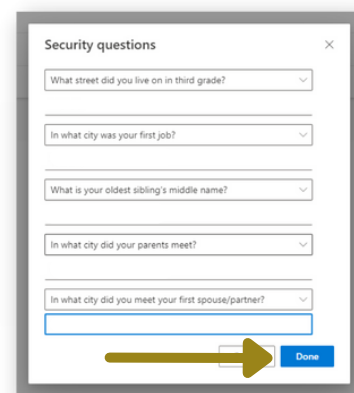 Security questions
What street did you live on in third grade?
In what city was your first job?
What is your oldest sibling's middle name?
In what city did your parents meet?
In what city did you meet your first spouse/partner?
Done